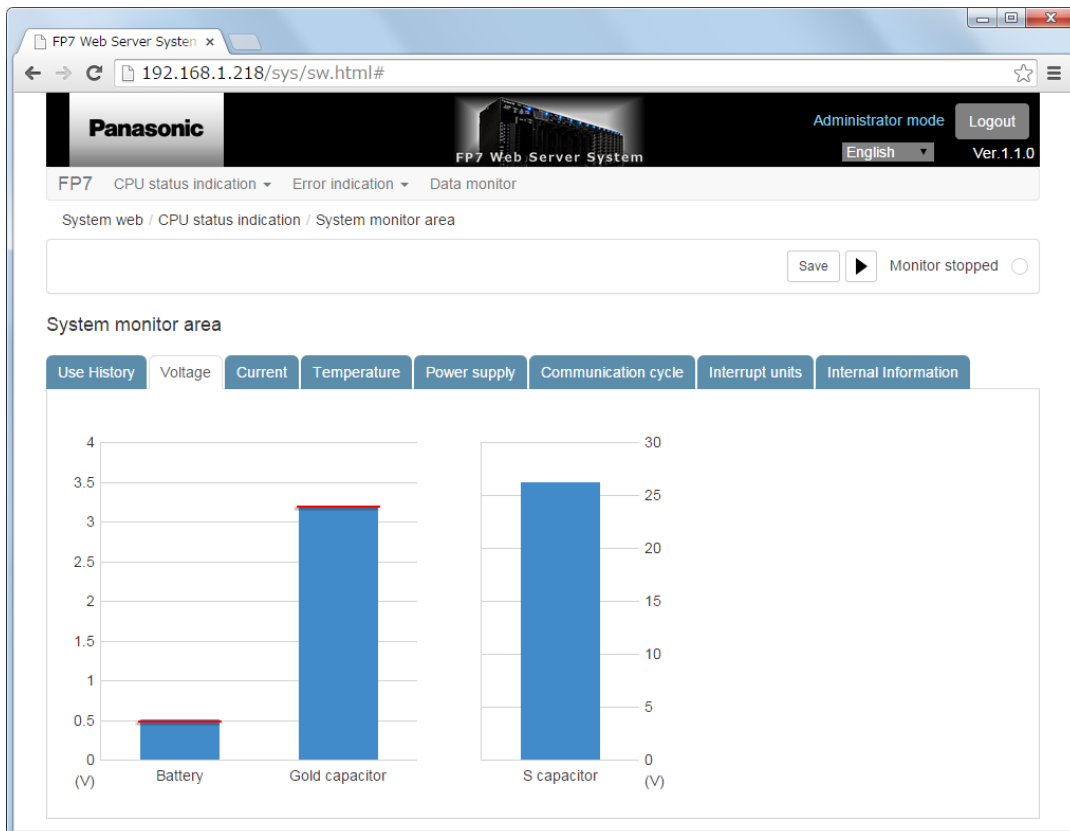 FP7 Web Server System ×
192.168.1.218/sys/sw.html#
Panasonic
FP7 Web Server System
Administrator mode Logout
English Ver.1.1.0
FP7 CPU status indication Error indication Data monitor
System web / CPU status indication / System monitor area
Save Monitor stopped
System monitor area
Use History Voltage Current Temperature Power supply Communication cycle Interrupt units Internal Information
4
3.5
3
2.5
2
1.5
1
0.5
0
(V)
Battery Gold capacitor
30
25
20
15
10
5
0
(V)
S capacitor